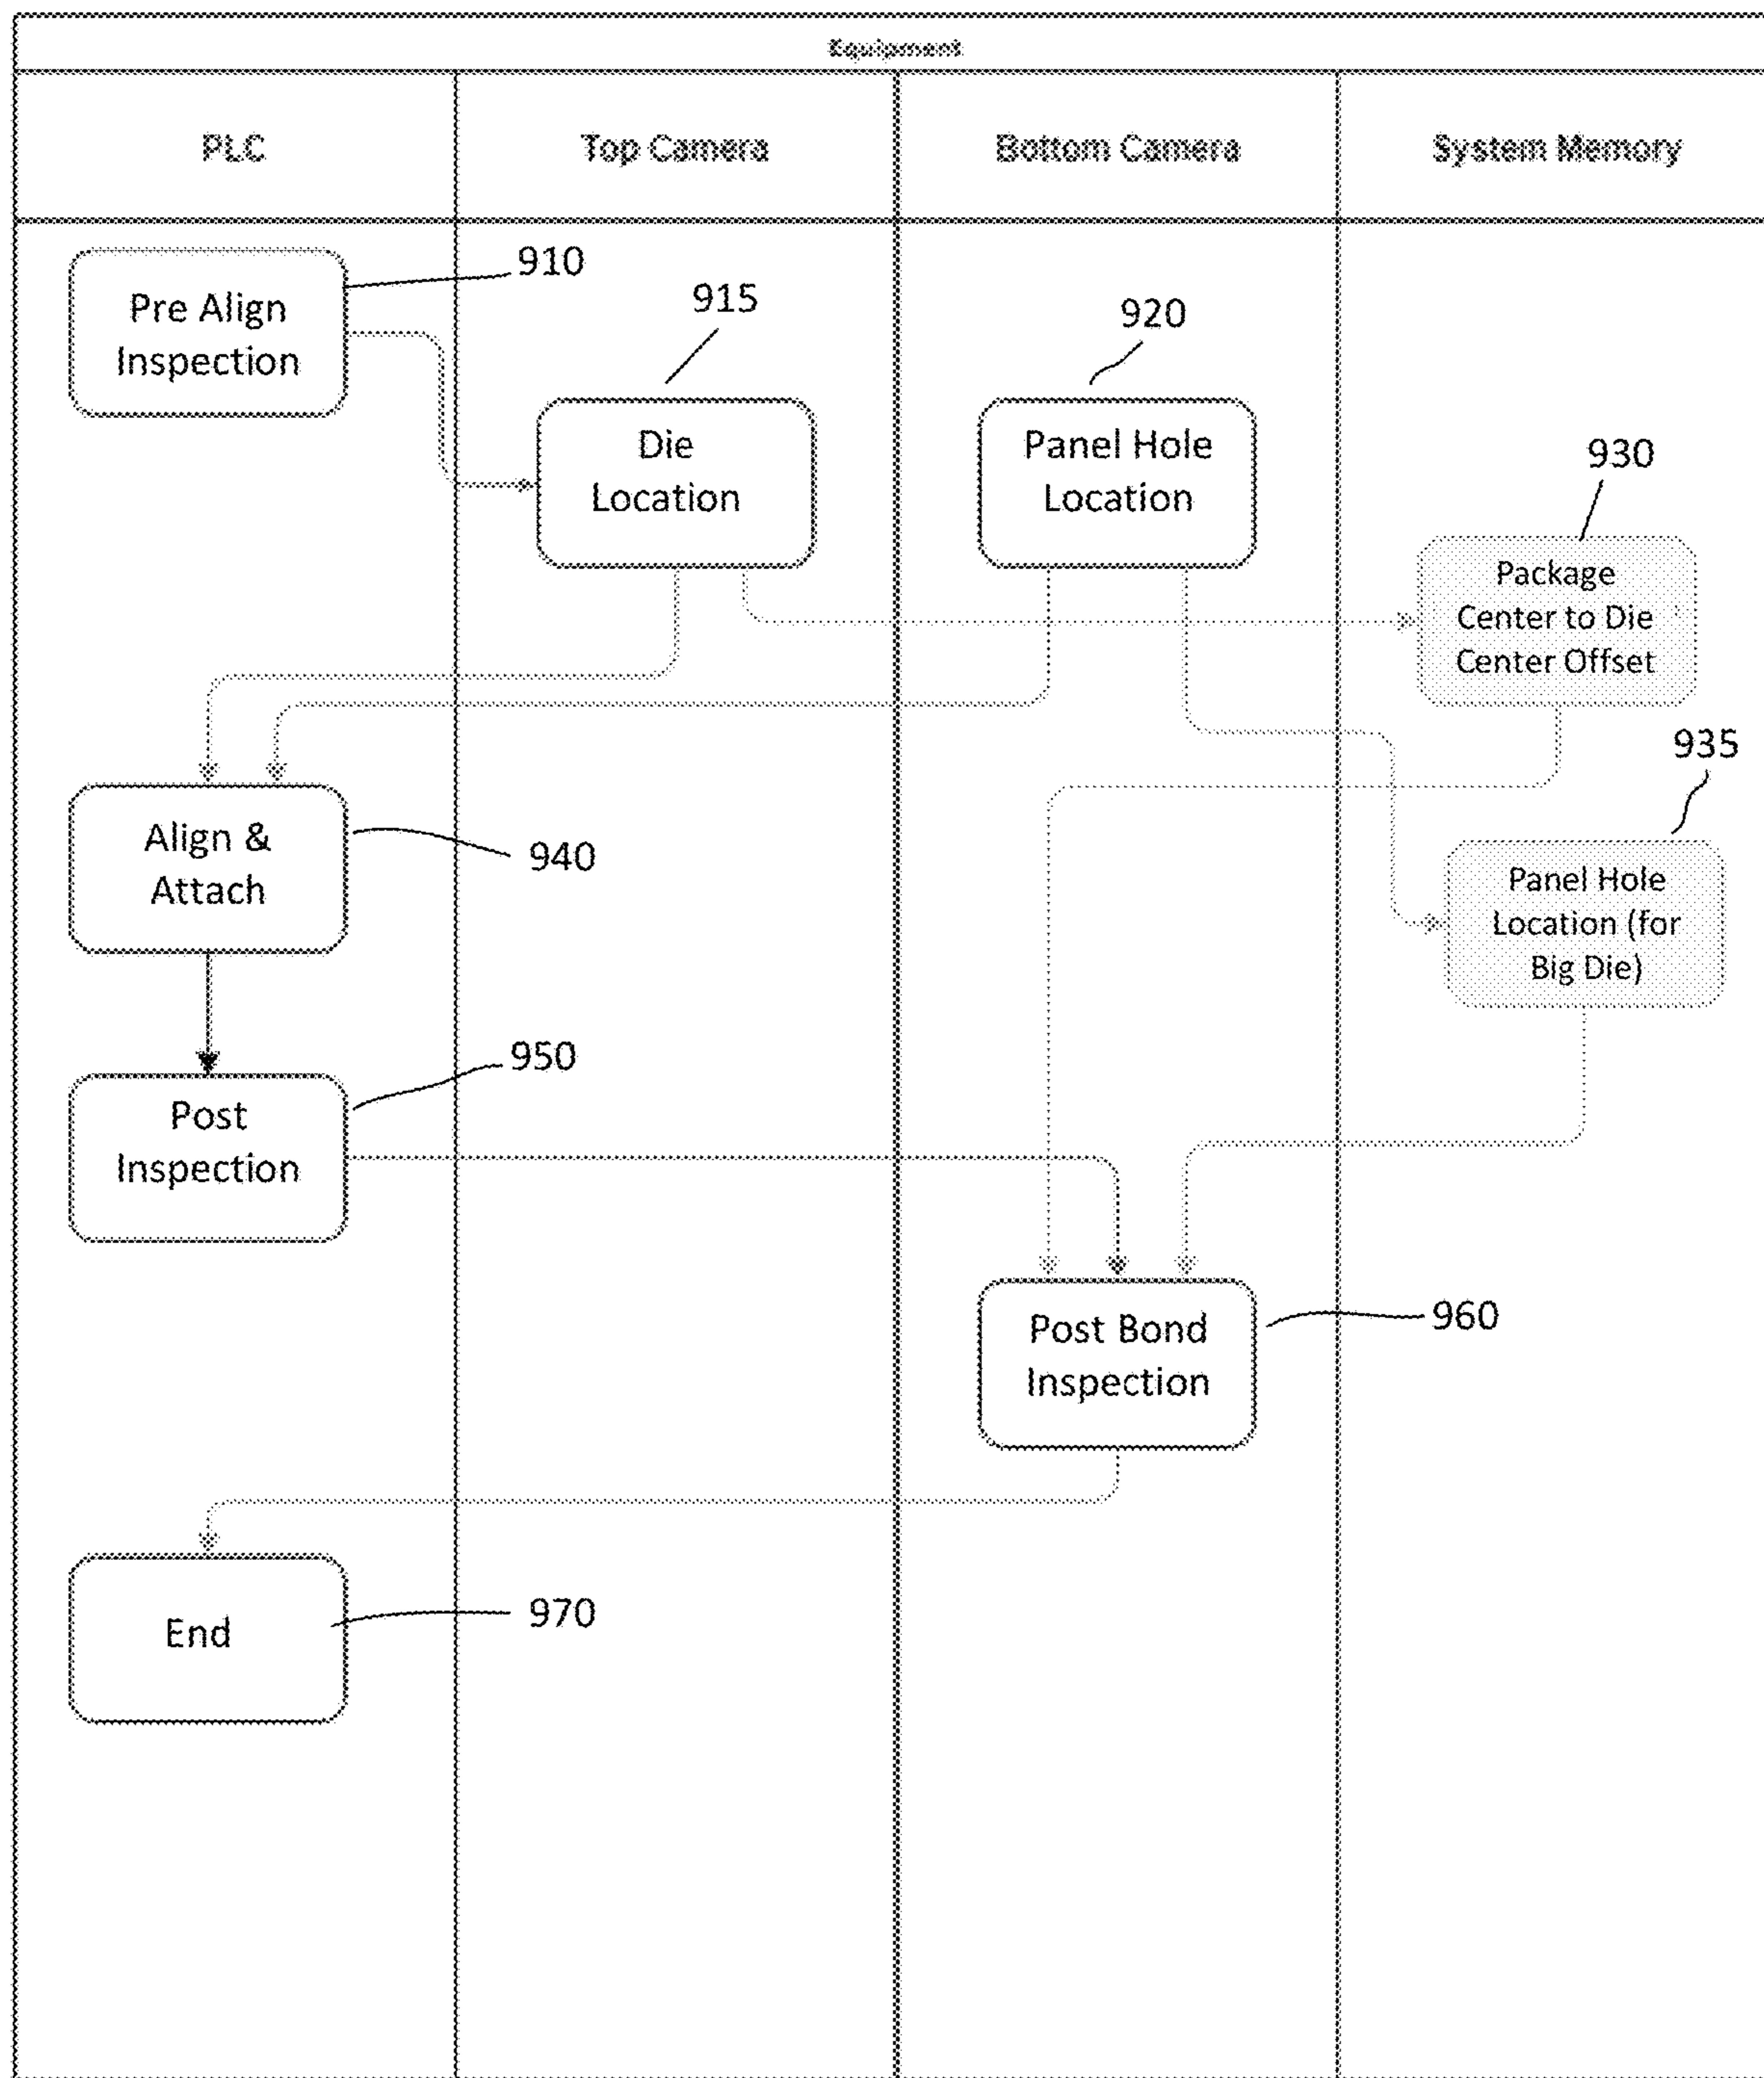 Equipment
PLC
Top Camera
Bottom Camera
System Memory
910
Pre Align
Inspection
915
Die
Location
920
Panel Hole
Location
930
Package
Center to Die
Center Offset
935
Panel Hole
Location (for
Big Die)
Align &
Attach
940
Post
Inspection
950
Post Bond
Inspection
960
End
970